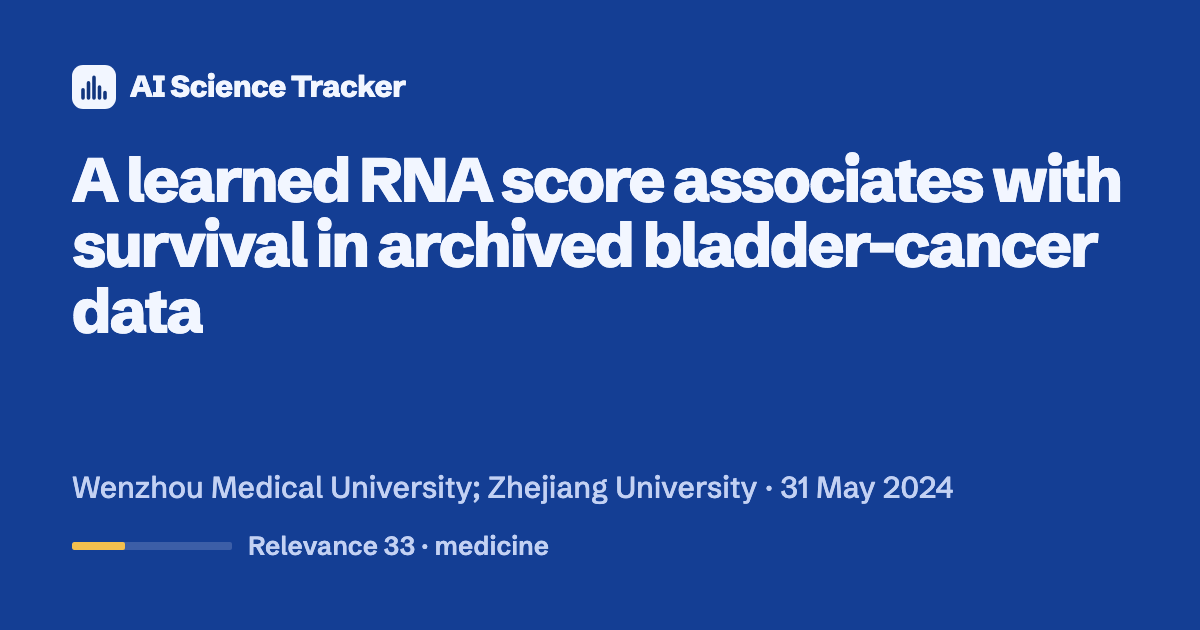 AI Science Tracker
A learned RNA score associates with
survival in archived bladder-cancer
data
Wenzhou Medical University; Zhejiang University · 31 May 2024
Relevance 33 · medicine